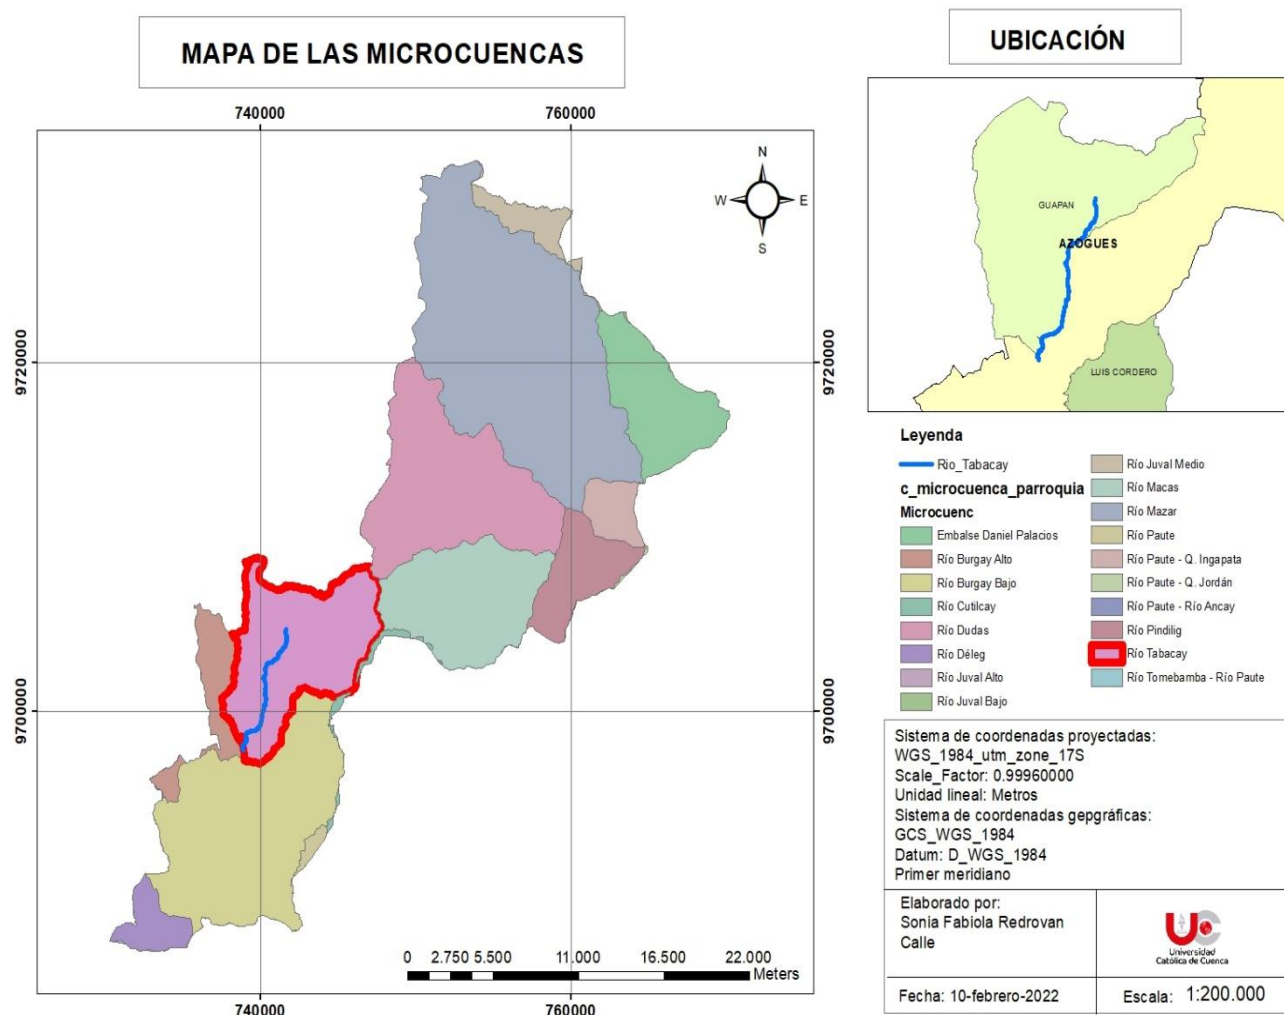 MAPA DE LAS MICROCUENCAS
UBICACIÓN
740000
760000
9720000
9700000
9720000
9700000
740000
760000
N
W
E
S
0
2.750
5.500
11.000
16.500
22.000
Meters
GUAPAN
AZOGUES
LUIS CORDERO
Leyenda
Rio_Tabacay
c_microcuenca_parroquia
Microcuenc
Embalse Daniel Palacios
Río Burgay Alto
Río Burgay Bajo
Río Cutilcay
Río Dudas
Río Déleg
Río Juval Alto
Río Juval Bajo
Río Juval Medio
Río Macas
Río Mazar
Río Paute
Río Paute - Q. Ingapata
Río Paute - Q. Jordán
Río Paute - Río Ancay
Río Pindilig
Río Tabacay
Río Tomebamba - Río Paute
Sistema de coordenadas proyectadas:
WGS_1984_utm_zone_17S
Scale_Factor: 0.99960000
Unidad lineal: Metros
Sistema de coordenadas gepgráficas:
GCS_WGS_1984
Datum: D_WGS_1984
Primer meridiano
Elaborado por:
Sonia Fabiola Redrovan
Calle
UC
Universidad
Católica de Cuenca
Fecha: 10-febrero-2022
Escala: 1:200.000